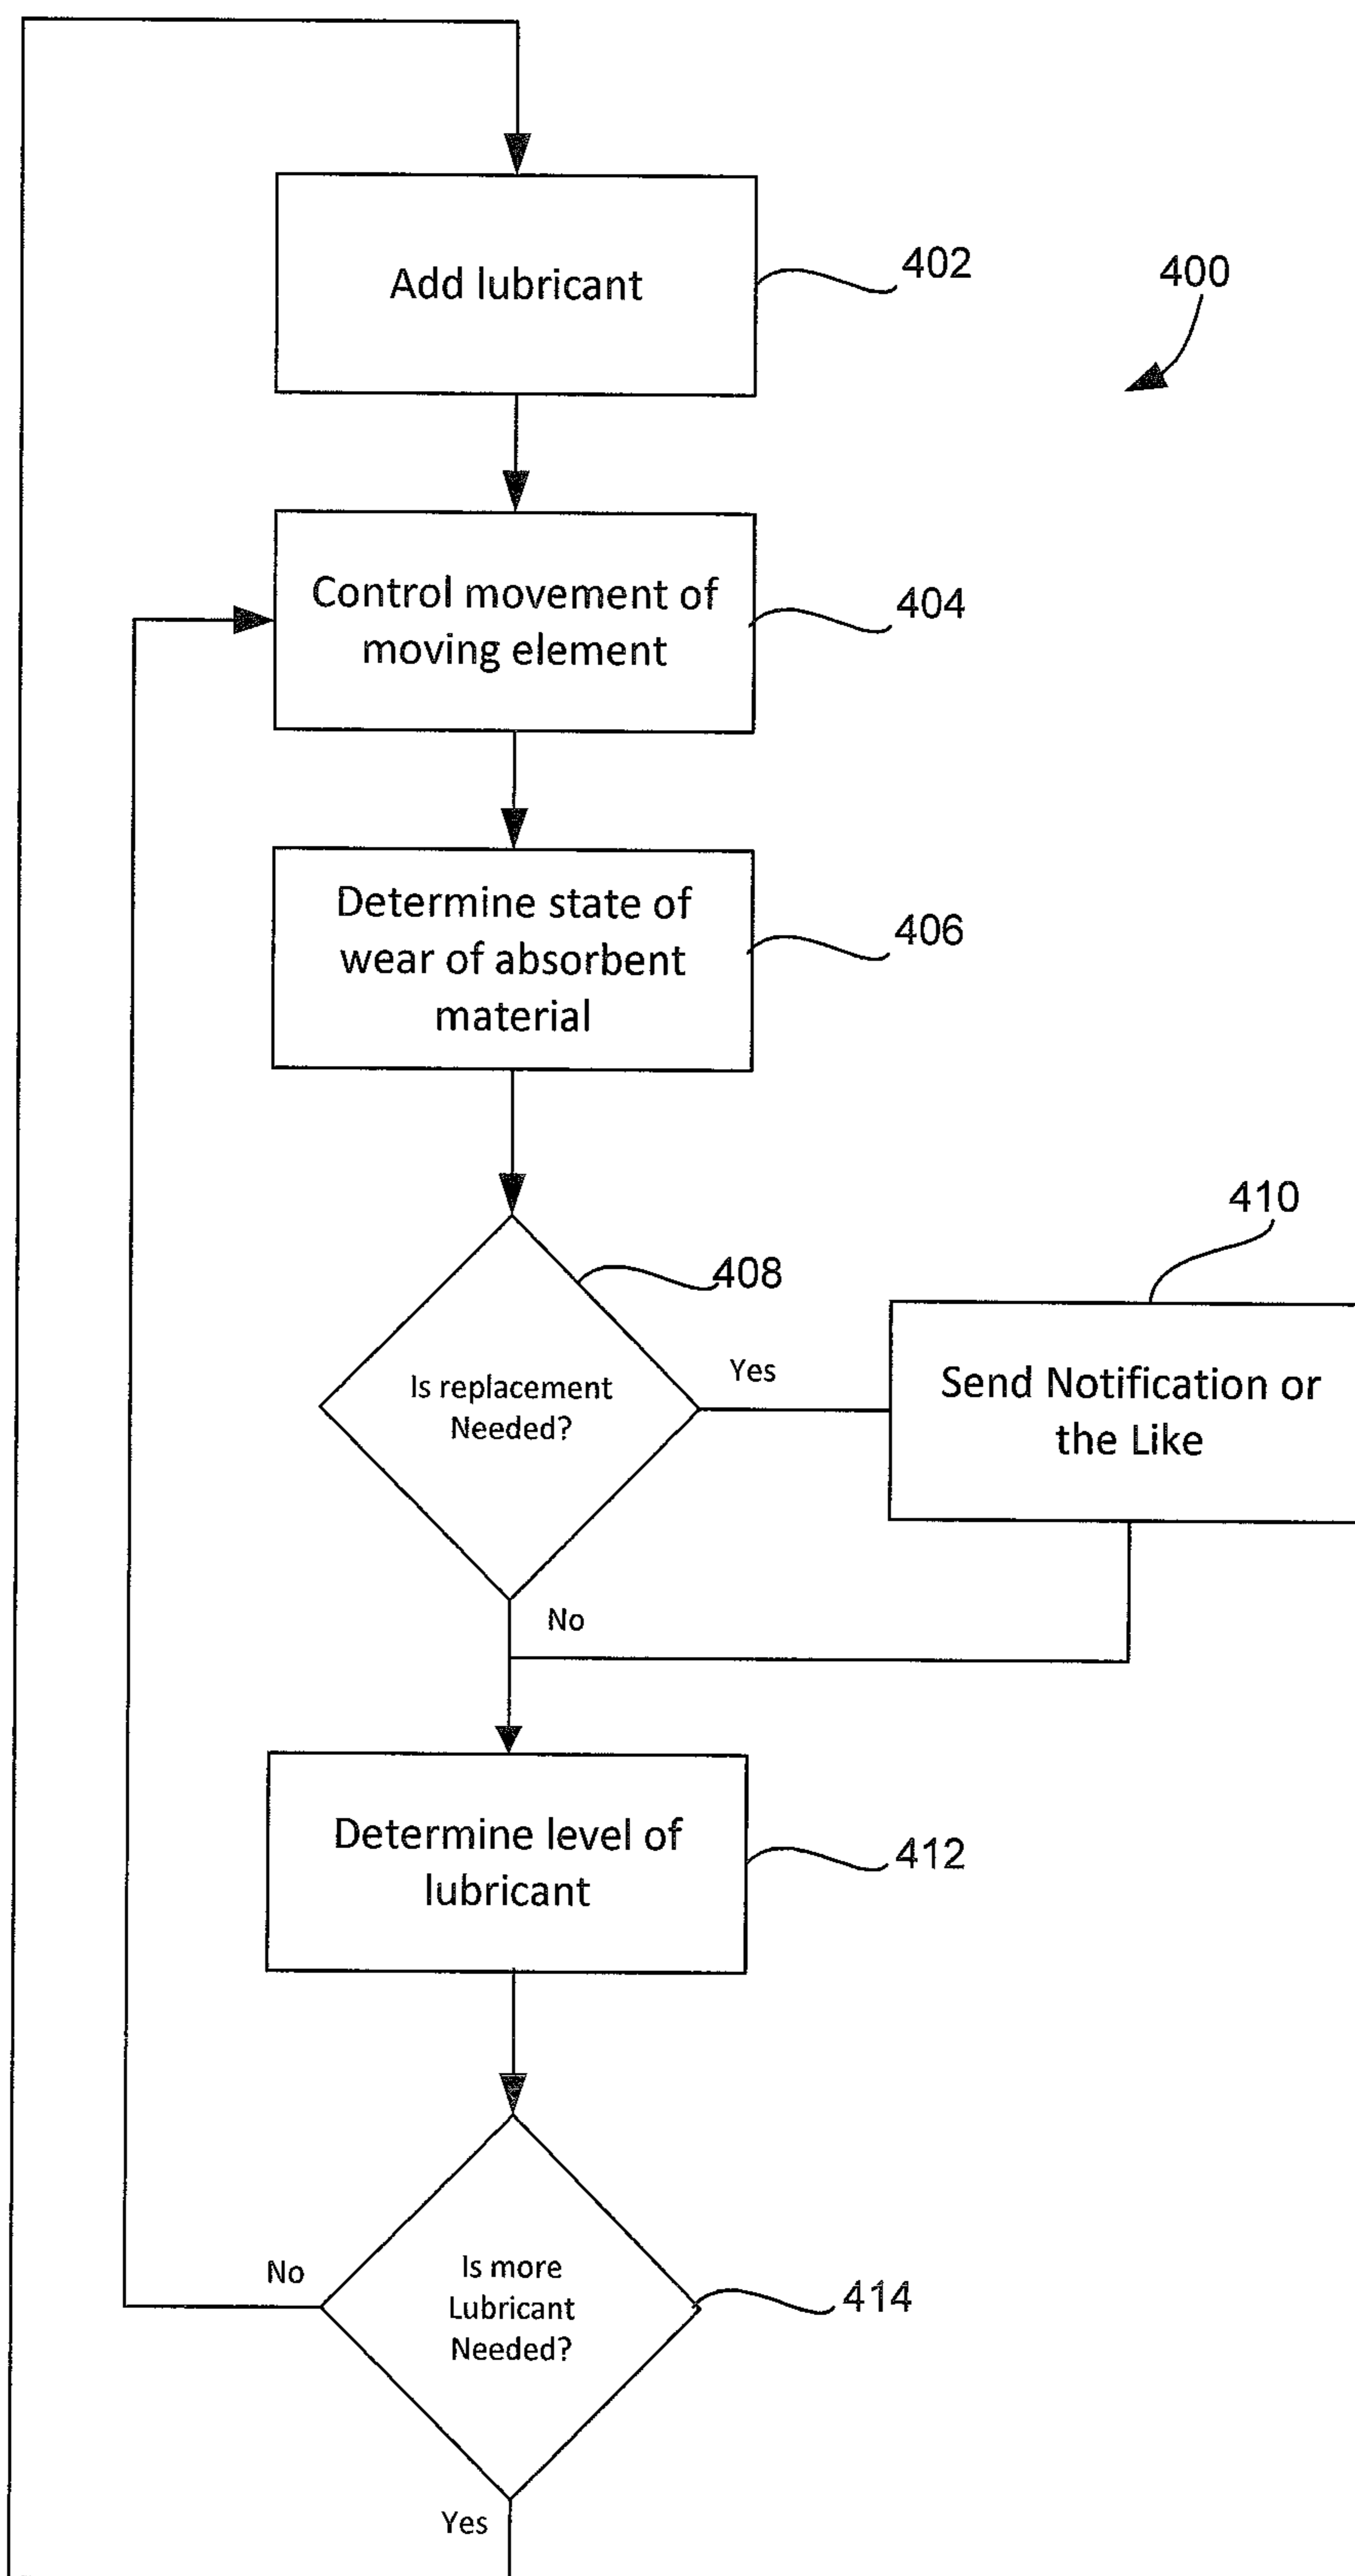 Add lubricant
402
400
Control movement of
moving element
404
Determine state of
wear of absorbent
material
406
410
408
Is replacement
Needed?
Yes
Send Notification or
the Like
No
Determine level of
lubricant
412
No
Is more
Lubricant
Needed?
414
Yes